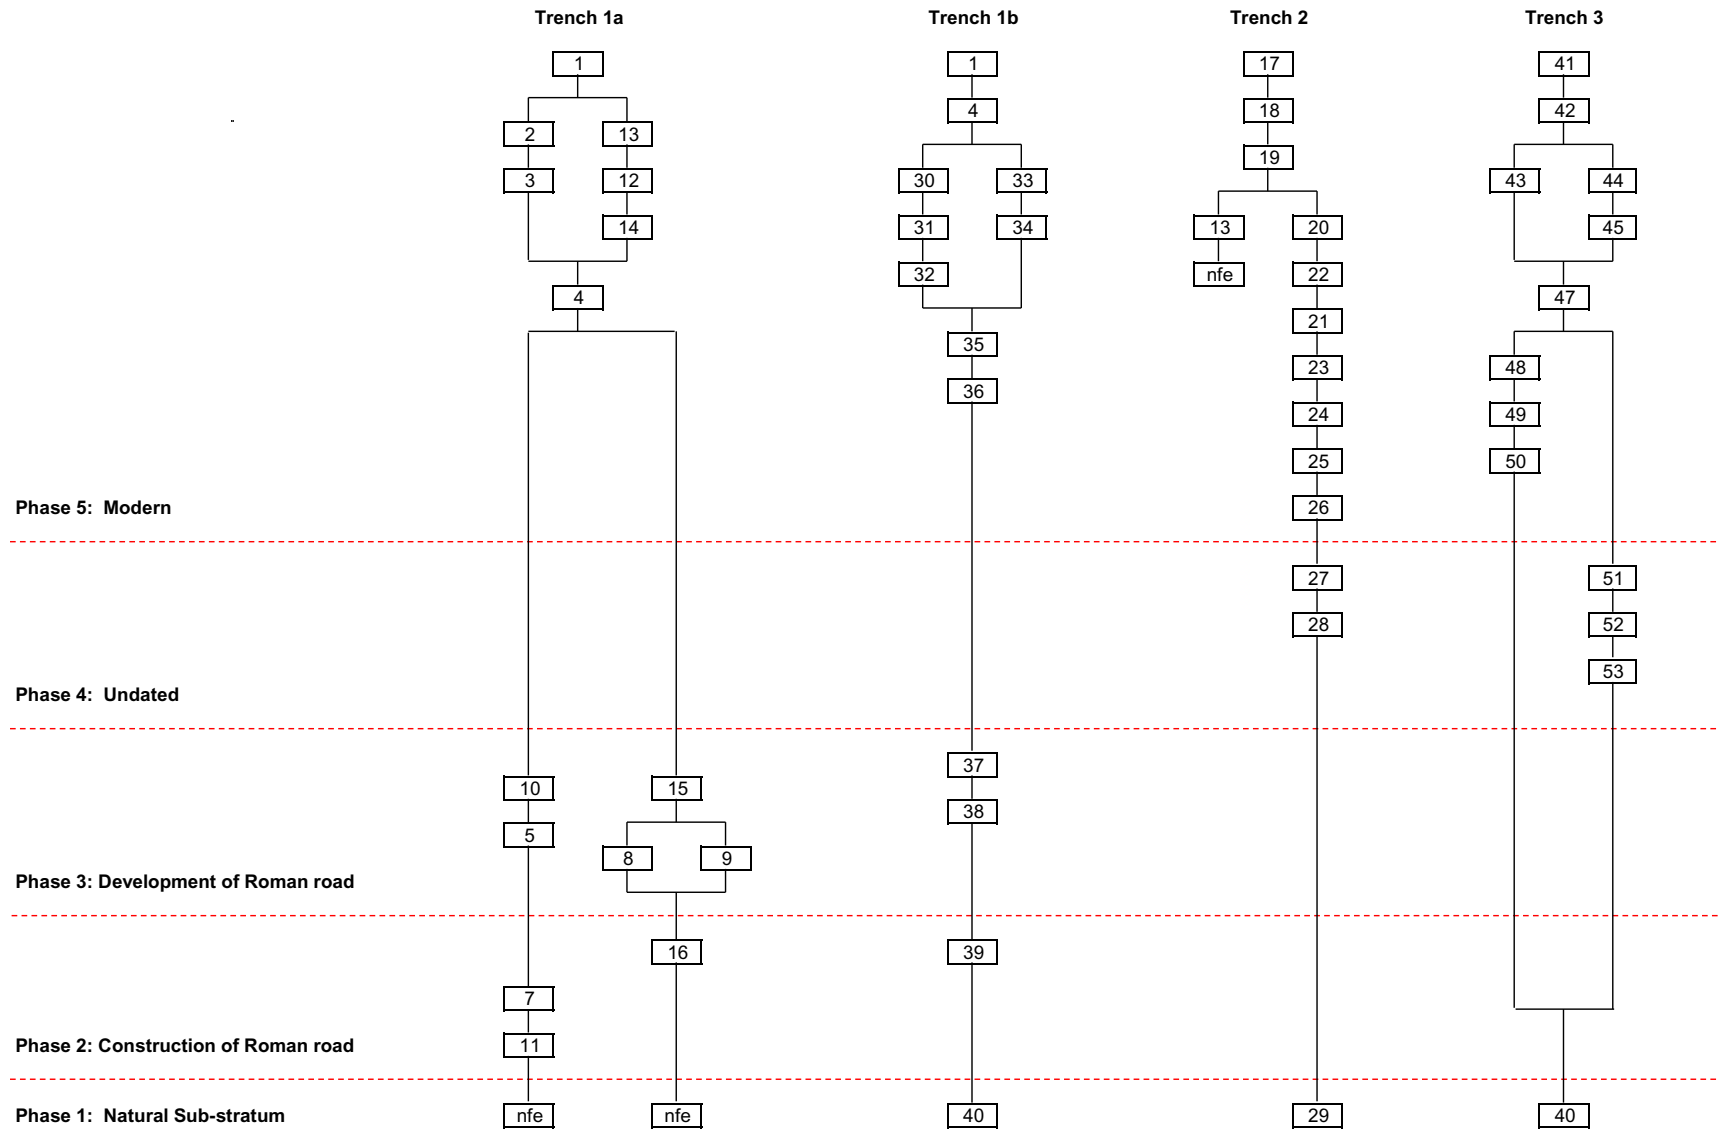 Trench 1a Trench 1b Trench 2 Trench 3
1 1 17 41
4 18 42
2 13
19
3 12 30 33 43 44
14 31 34 13 20 45
32 nfe 22
4 47
21
35
23 48
36
24 49
25 50
Phase 5: Modern 26
27 51
28 52
53
Phase 4: Undated
37
10 15
38
5
8 9
Phase 3: Development of Roman road
16 39
7
Phase 2: Construction of Roman road 11
Phase 1: Natural Sub-stratum nfe nfe 40 29 40